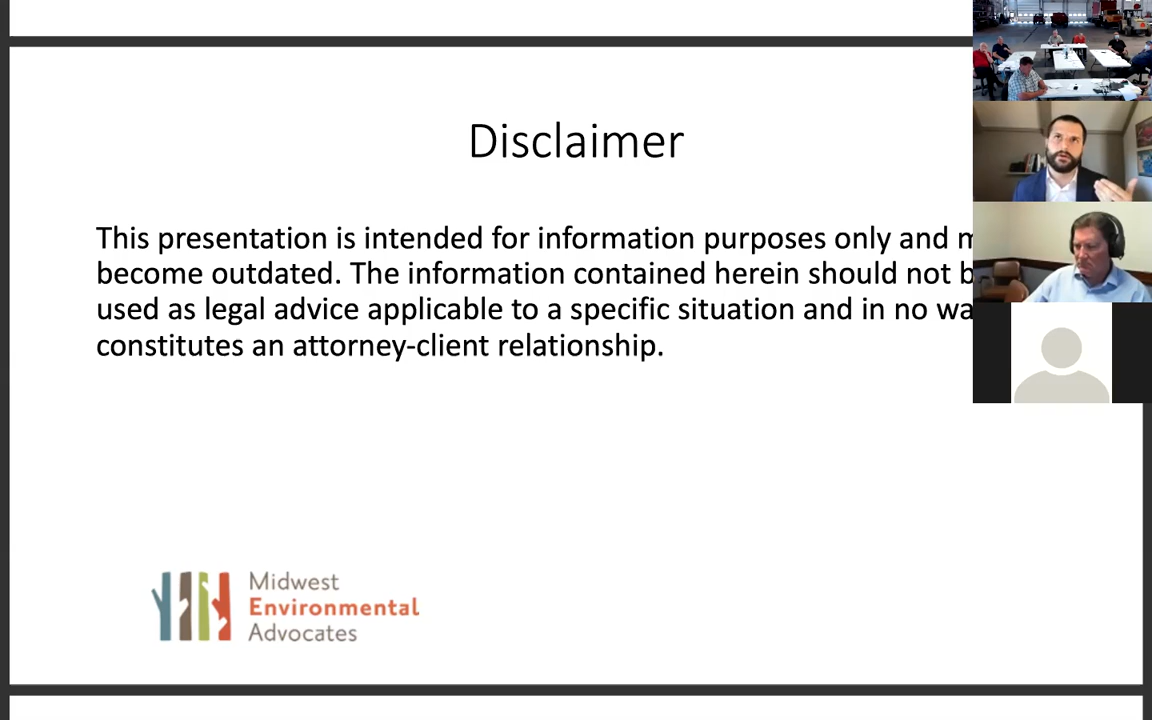 Disclaimer
This presentation is intended for information purposes only and
become outdated. The information contained herein should not
used as legal advice applicable to a specific situation and in no
constitutes an attorney-client relationship.
Midwest
Environmental
Advocates